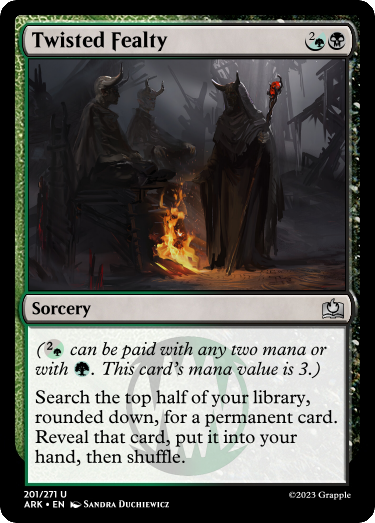 Twisted Fealty 2
Sorcery
(2 can be paid with any two mana or
with . This card's mana value is 3.)
Search the top half of your library,
rounded down, for a permanent card.
Reveal that card, put it into your
hand, then shuffle.
201/271 U
ARK • EN SANDRA DUCHIEWICZ
©2023 Grapple